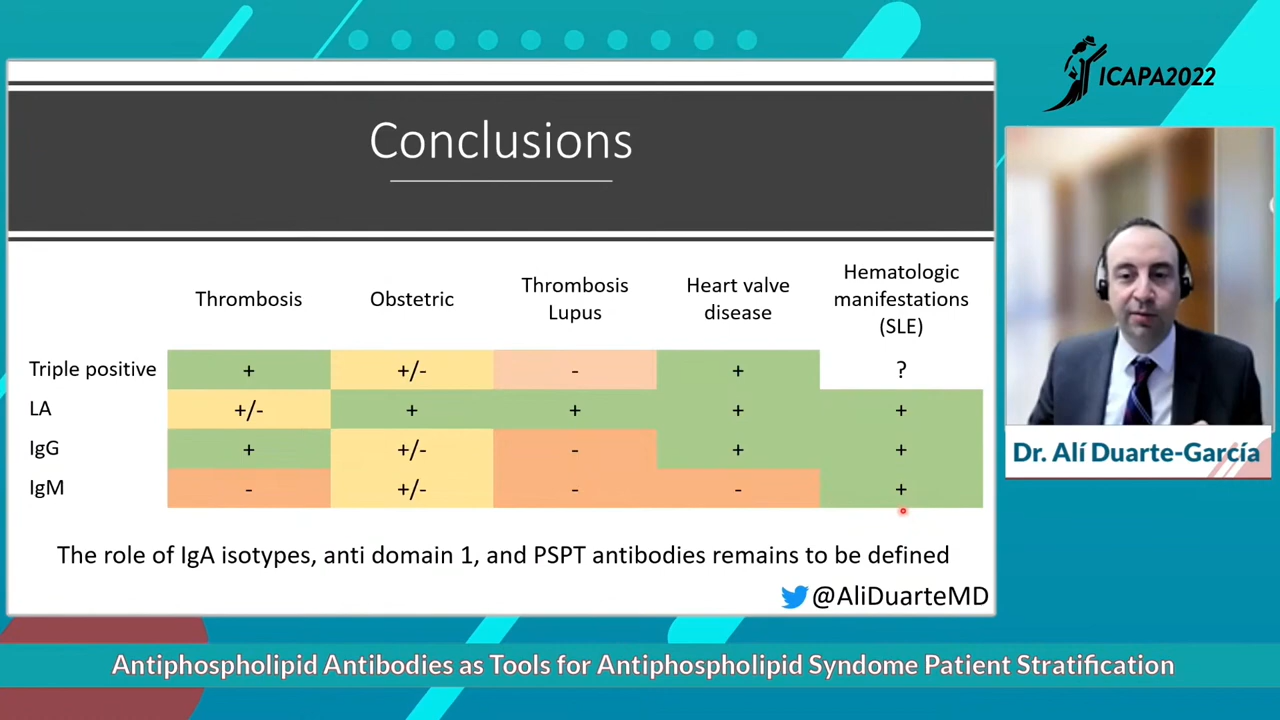 ICAPA2022
Conclusions
Thrombosis Obstetric Thrombosis Lupus Heart valve disease Hematologic manifestations (SLE)
Triple positive + +/- - + ?
LA +/- + + + +
IgG + +/- - + +
IgM - +/- - - +
The role of IgA isotypes, anti domain 1, and PSPT antibodies remains to be defined
@AliDuarteMD
Dr. Alí Duarte-García
Antiphospholipid Antibodies as Tools for Antiphospholipid Syndome Patient Stratification